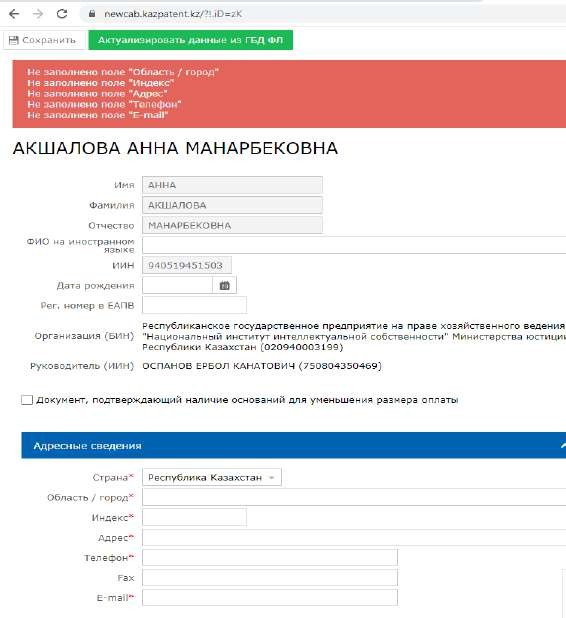 newcab.kazpatent.kz/?!.iD=zK
Сохранить
Актуализировать данные из ГБД ФЛ
Не заполнено поле "Область / город"
Не заполнено поле "Индекс"
Не заполнено поле "Адрес"
Не заполнено поле "Телефон"
Не заполнено поле "E-mail"
АКШАЛОВА АННА МАНАРБЕКОВНА
Имя АННА
Фамилия АКШАЛОВА
Отчество МАНАРБЕКОВНА
ФИО на иностранном
языке
ИИН 940519451503
Дата рождения
Рег. номер в ЕАПВ
Организация (БИН) Республиканское государственное предприятие на праве хозяйственного ведения
"Национальный институт интеллектуальной собственности" Министерства юстиции
Республики Казахстан (020940003199)
Руководитель (ИИН) ОСПАНОВ ЕРБОЛ КАНАТОВИЧ (750804350469)
Документ, подтверждающий наличие оснований для уменьшения размера оплаты
Адресные сведения
Страна* Республика Казахстан
Область / город*
Индекс*
Адрес*
Телефон*
Fax
E-mail*